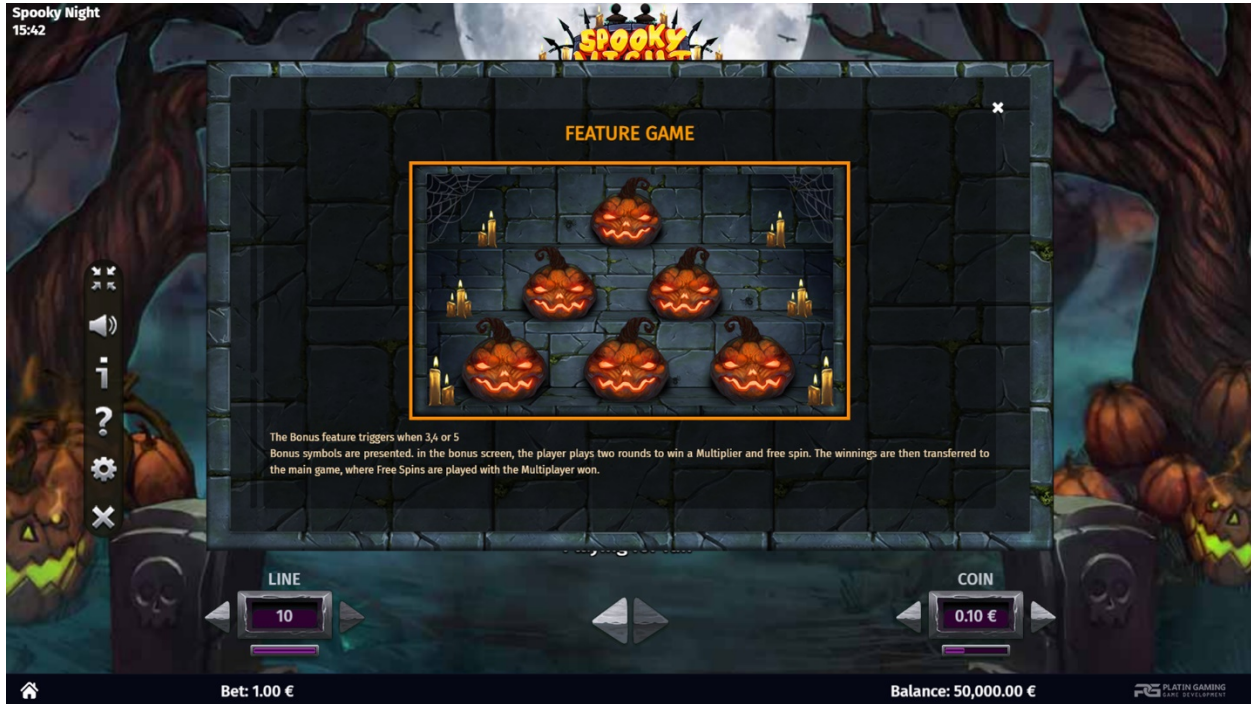 Spooky Night
15:42
SPOOKY
NIGHT
FEATURE GAME
The Bonus feature triggers when 3,4 or 5
Bonus symbols are presented. in the bonus screen, the player plays two rounds to win a Multiplier and free spin. The winnings are then transferred to
the main game, where Free Spins are played with the Multiplayer won.
LINE
10
COIN
0.10 €
Bet: 1.00 €
Balance: 50,000.00 €
PG PLATIN GAMING
GAME DEVELOPMENT